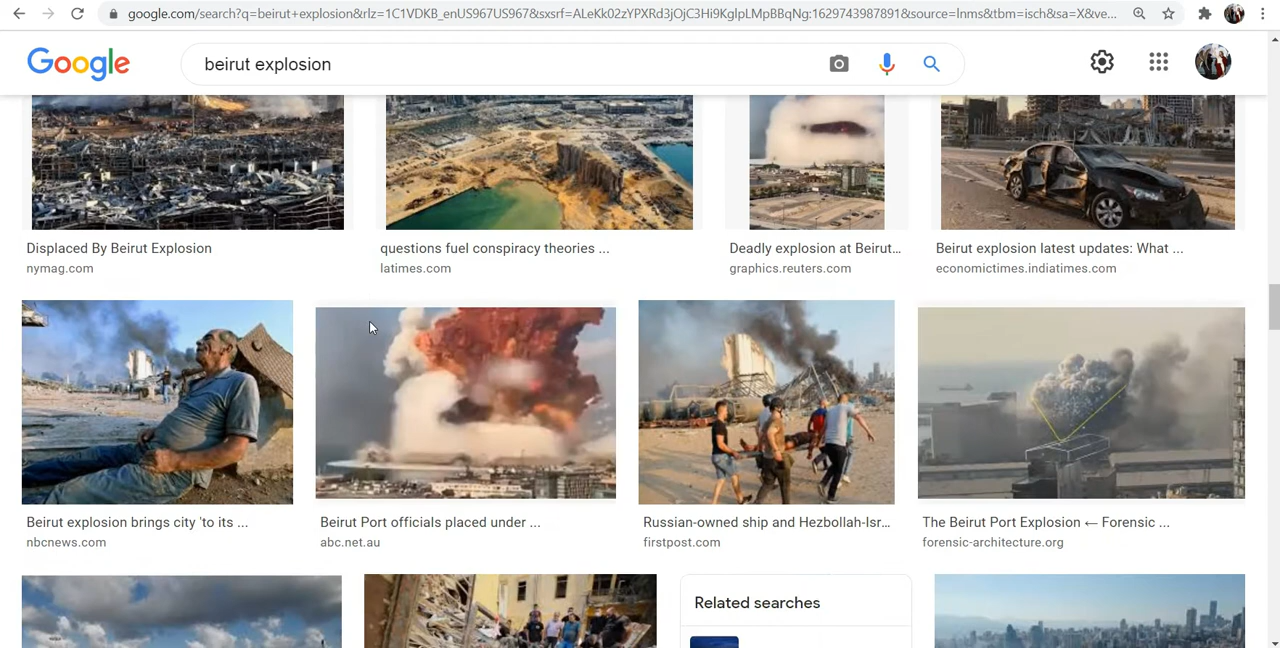 google.com/search?q=beirut+explosion&rlz=1C1VDKB_enUS967US967&sxsrf=ALeKk02zYPXRd3jOjC3Hi9KglpLMpBBqNg:1629743987891&source=lnms&tbm=isch&sa=X&ve...
Google
beirut explosion
Displaced By Beirut Explosion
nymag.com
questions fuel conspiracy theories ...
latimes.com
Deadly explosion at Beirut...
graphics.reuters.com
Beirut explosion latest updates: What ...
economictimes.indiatimes.com
Beirut explosion brings city 'to its ...
nbcnews.com
Beirut Port officials placed under ...
abc.net.au
Russian-owned ship and Hezbollah-Isr...
firstpost.com
The Beirut Port Explosion ← Forensic ...
forensic-architecture.org
Related searches